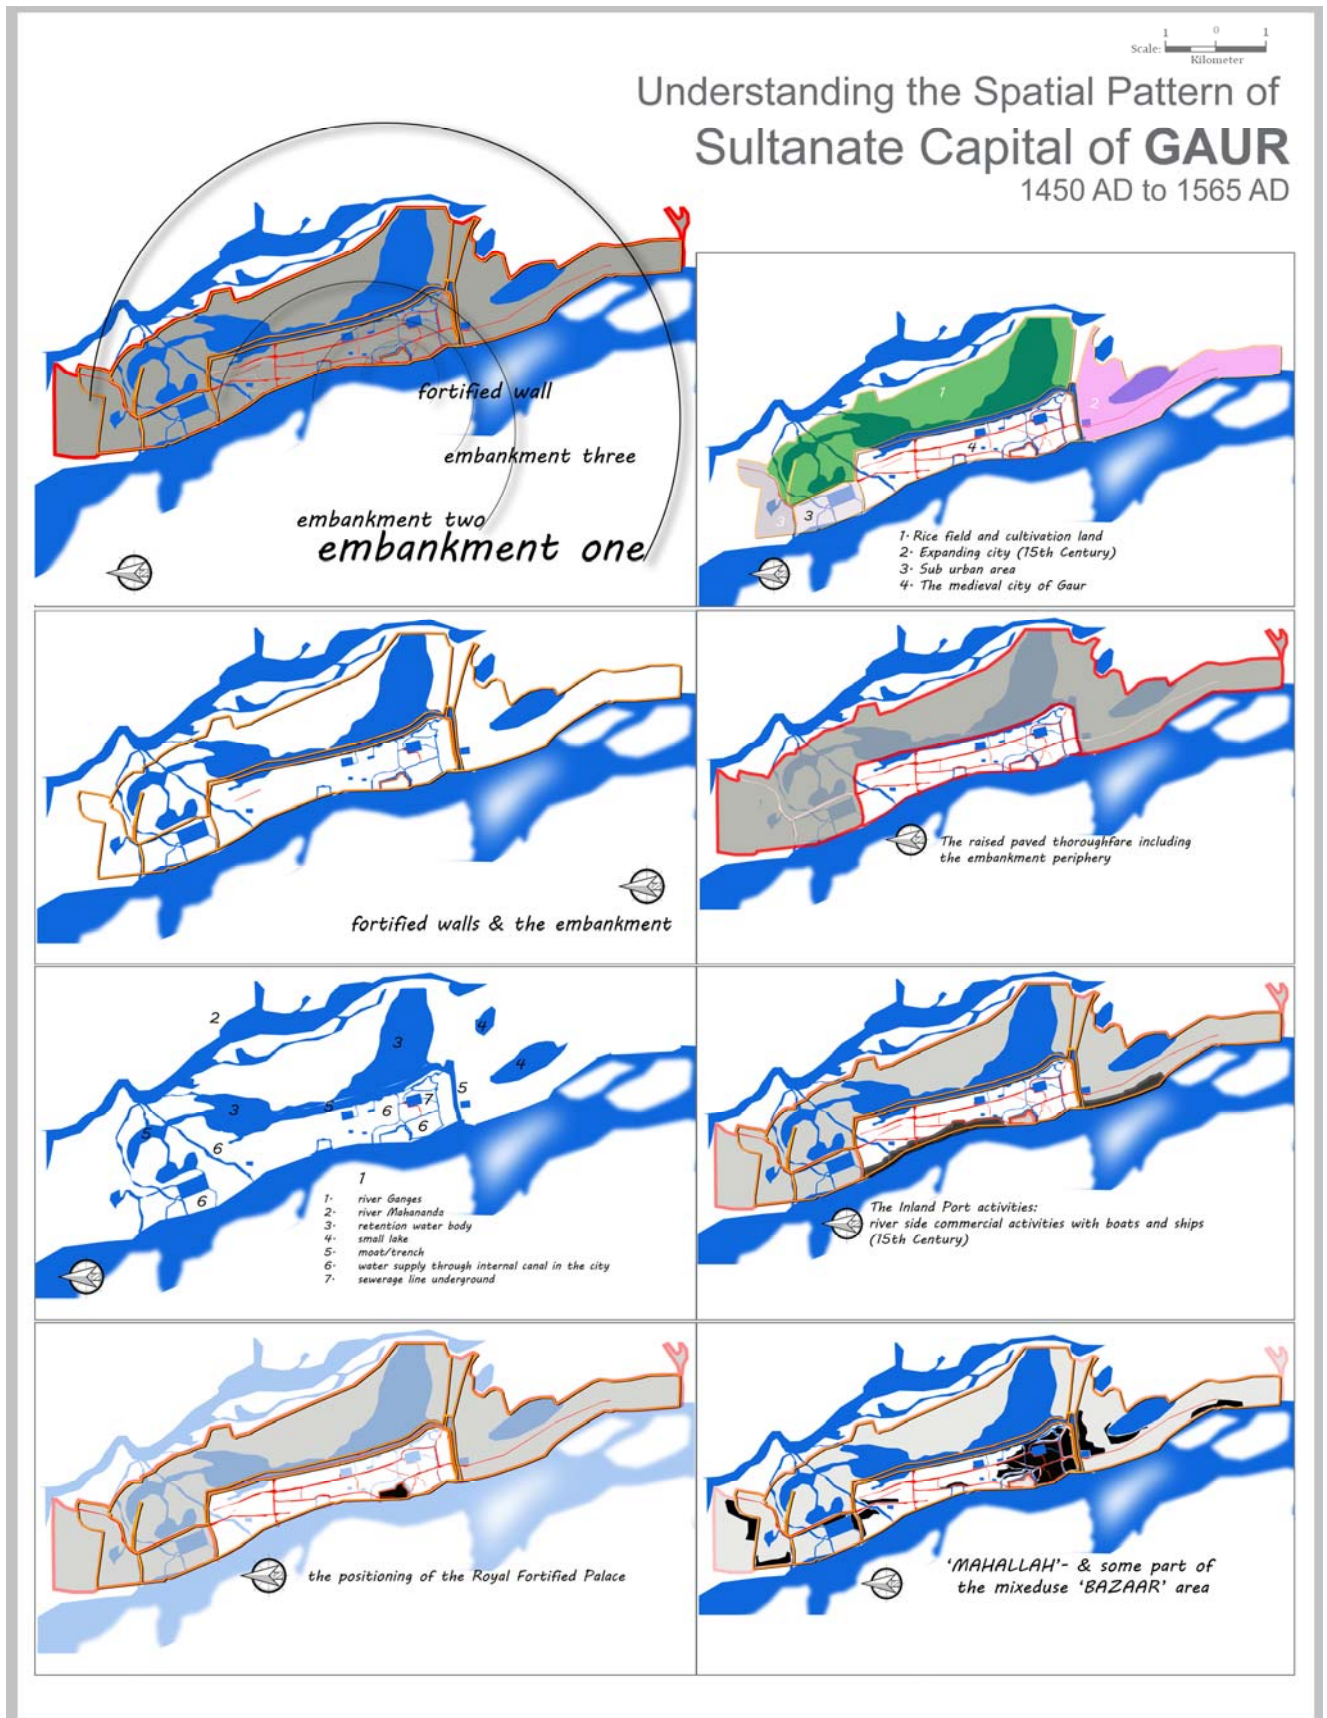 1 0 1
Scale:
Kilometer
Understanding the Spatial Pattern of
Sultanate Capital of GAUR
1450 AD to 1565 AD
fortified wall
embankment three
embankment two
embankment one
1
2
3
3
4
1. Rice field and cultivation land
2. Expanding city (15th Century)
3. Sub urban area
4. The medieval city of Gaur
fortified walls & the embankment
The raised paved thoroughfare including
the embankment periphery
2
3
4
4
3
5
5
6
7
6
5
6
6
1
1. river Ganges
2. river Mahananda
3. retention water body
4. small lake
5. moat/trench
6. water supply through internal canal in the city
7. sewerage line underground
The Inland Port activities:
river side commercial activities with boats and ships
(15th Century)
the positioning of the Royal Fortified Palace
'MAHALLAH'- & some part of
the mixeduse 'BAZAAR' area